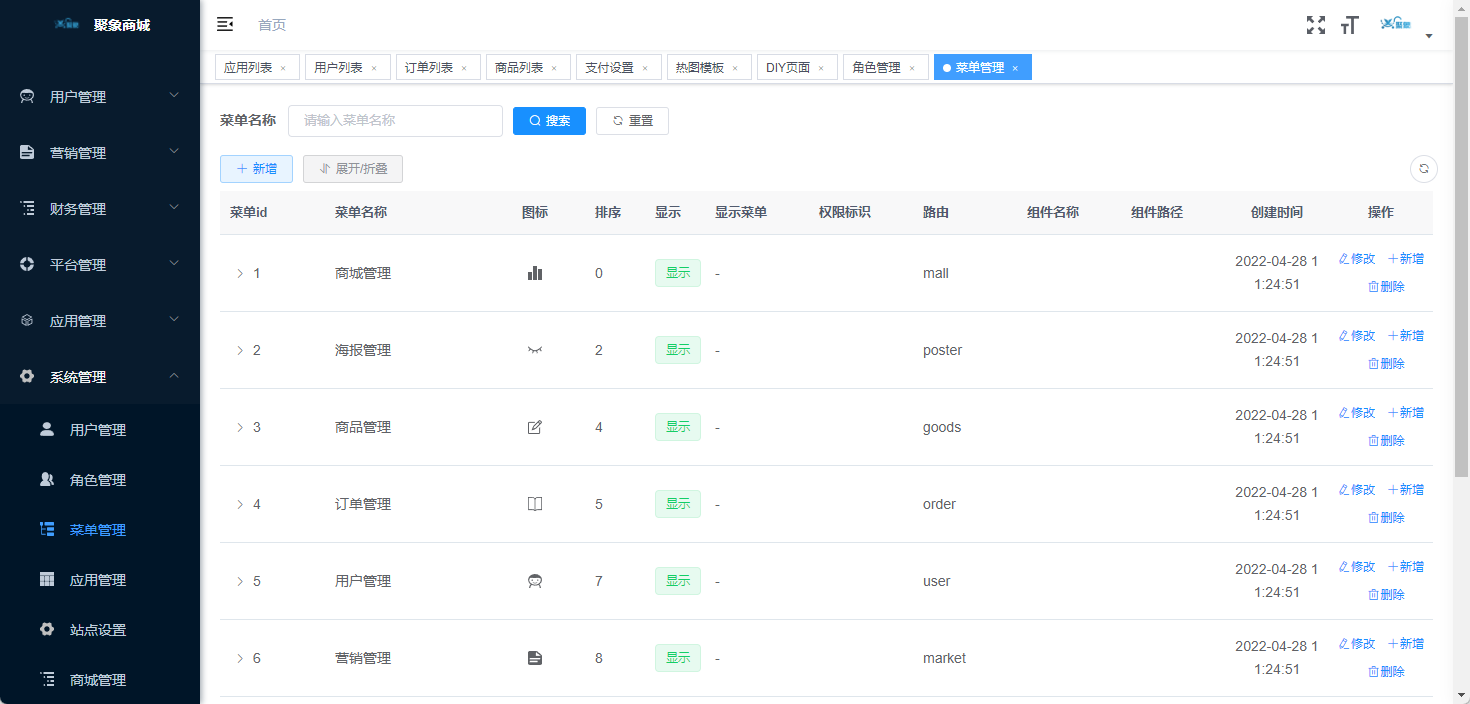 聚象商城
首页
应用列表 × 用户列表 × 订单列表 × 商品列表 × 支付设置 × 热图模板 × DIY页面 × 角色管理 × 菜单管理 ×
用户管理
营销管理
财务管理
平台管理
应用管理
系统管理
用户管理
角色管理
菜单管理
应用管理
站点设置
商城管理
菜单名称 请输入菜单名称 搜索 重置
新增 展开/折叠
菜单id 菜单名称 图标 排序 显示 显示菜单 权限标识 路由 组件名称 组件路径 创建时间 操作
1 商城管理 0 显示 - mall 2022-04-28 1 修改 新增
1:24:51 删除
2 海报管理 2 显示 - poster 2022-04-28 1 修改 新增
1:24:51 删除
3 商品管理 4 显示 - goods 2022-04-28 1 修改 新增
1:24:51 删除
4 订单管理 5 显示 - order 2022-04-28 1 修改 新增
1:24:51 删除
5 用户管理 7 显示 - user 2022-04-28 1 修改 新增
1:24:51 删除
6 营销管理 8 显示 - market 2022-04-28 1 修改 新增
1:24:51 删除